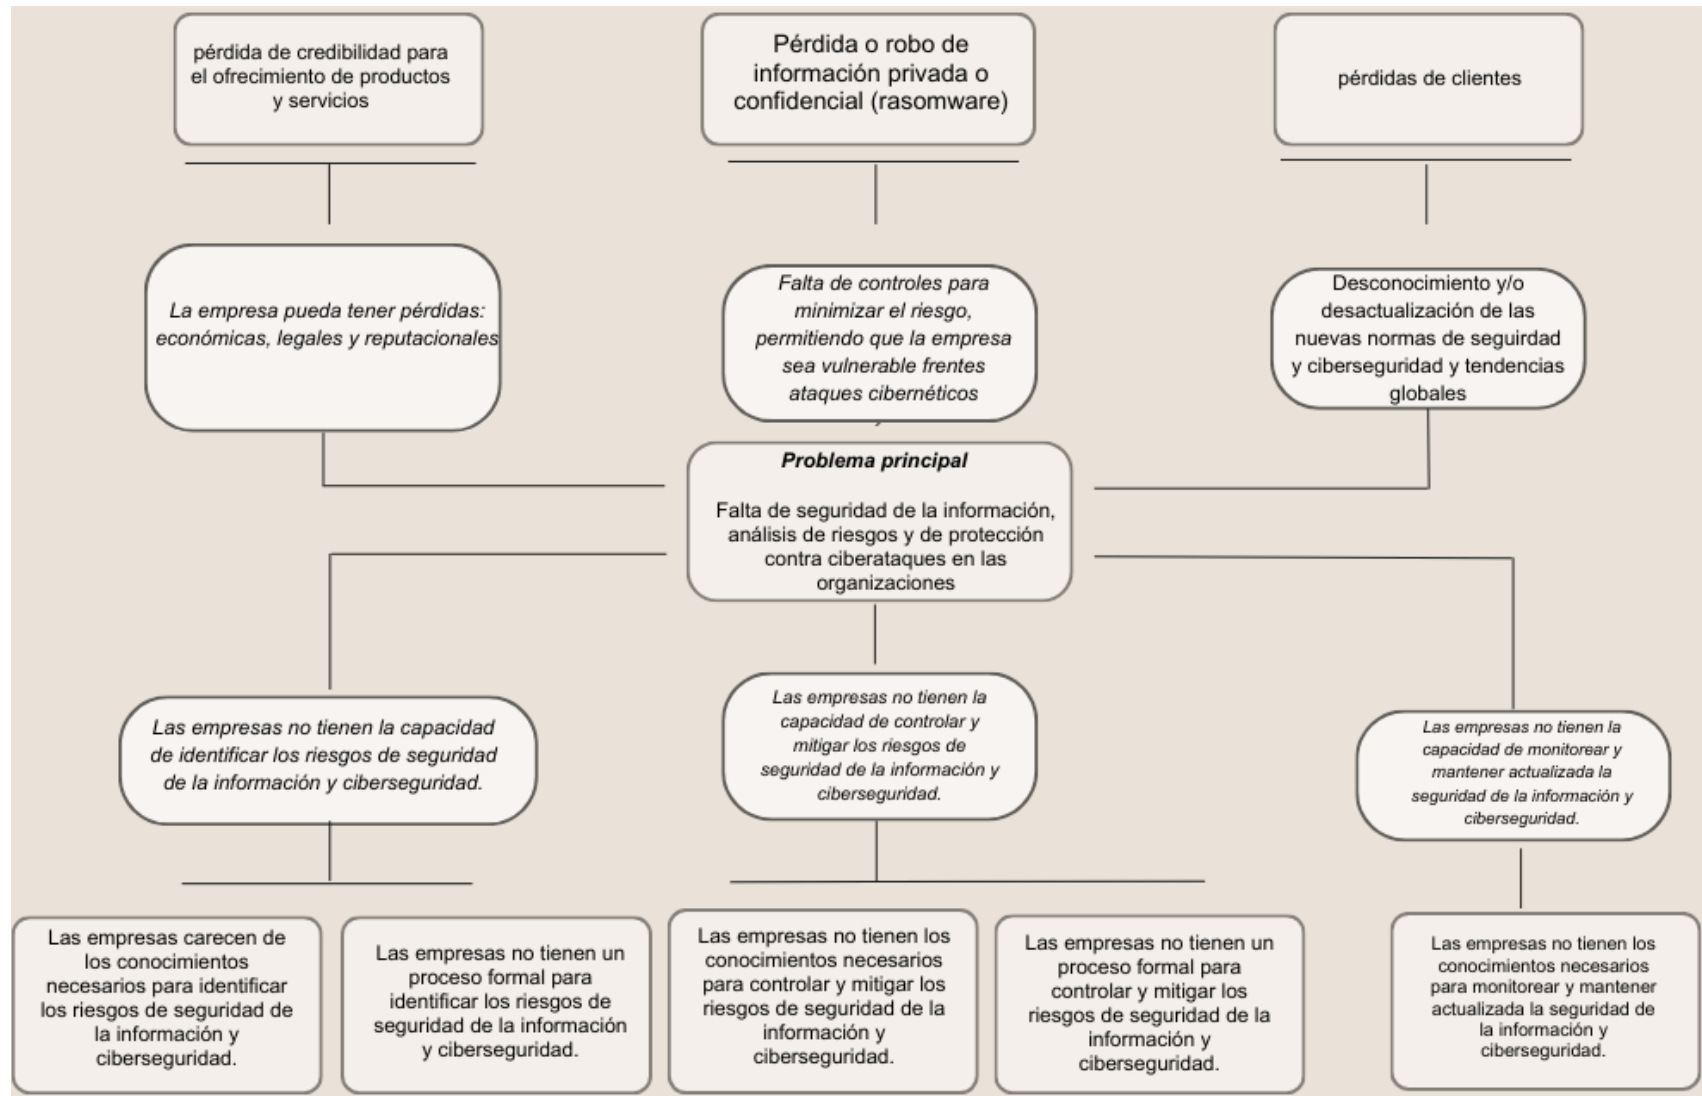 pérdida de credibilidad para
el ofrecimiento de productos
y servicios
Pérdida o robo de
información privada o
confidencial (rasomware)
pérdidas de clientes
La empresa pueda tener pérdidas:
económicas, legales y reputacionales
Falta de controles para
minimizar el riesgo,
permitiendo que la empresa
sea vulnerable frentes
ataques cibernéticos
Desconocimiento y/o
desactualización de las
nuevas normas de seguirdad
y ciberseguridad y tendencias
globales
Problema principal
Falta de seguridad de la información,
análisis de riesgos y de protección
contra ciberataques en las
organizaciones
Las empresas no tienen la capacidad
de identificar los riesgos de seguridad
de la información y ciberseguridad.
Las empresas no tienen la
capacidad de controlar y
mitigar los riesgos de
seguridad de la información y
ciberseguridad.
Las empresas no tienen la
capacidad de monitorear y
mantener actualizada la
seguridad de la información y
ciberseguridad.
Las empresas carecen de
los conocimientos
necesarios para identificar
los riesgos de seguridad de
la información y
ciberseguridad.
Las empresas no tienen un
proceso formal para
identificar los riesgos de
seguridad de la información
y ciberseguridad.
Las empresas no tienen los
conocimientos necesarios
para controlar y mitigar los
riesgos de seguridad de la
información y
ciberseguridad.
Las empresas no tienen un
proceso formal para
controlar y mitigar los
riesgos de seguridad de la
información y
ciberseguridad.
Las empresas no tienen los
conocimientos necesarios
para monitorear y mantener
actualizada la seguridad de
la información y
ciberseguridad.